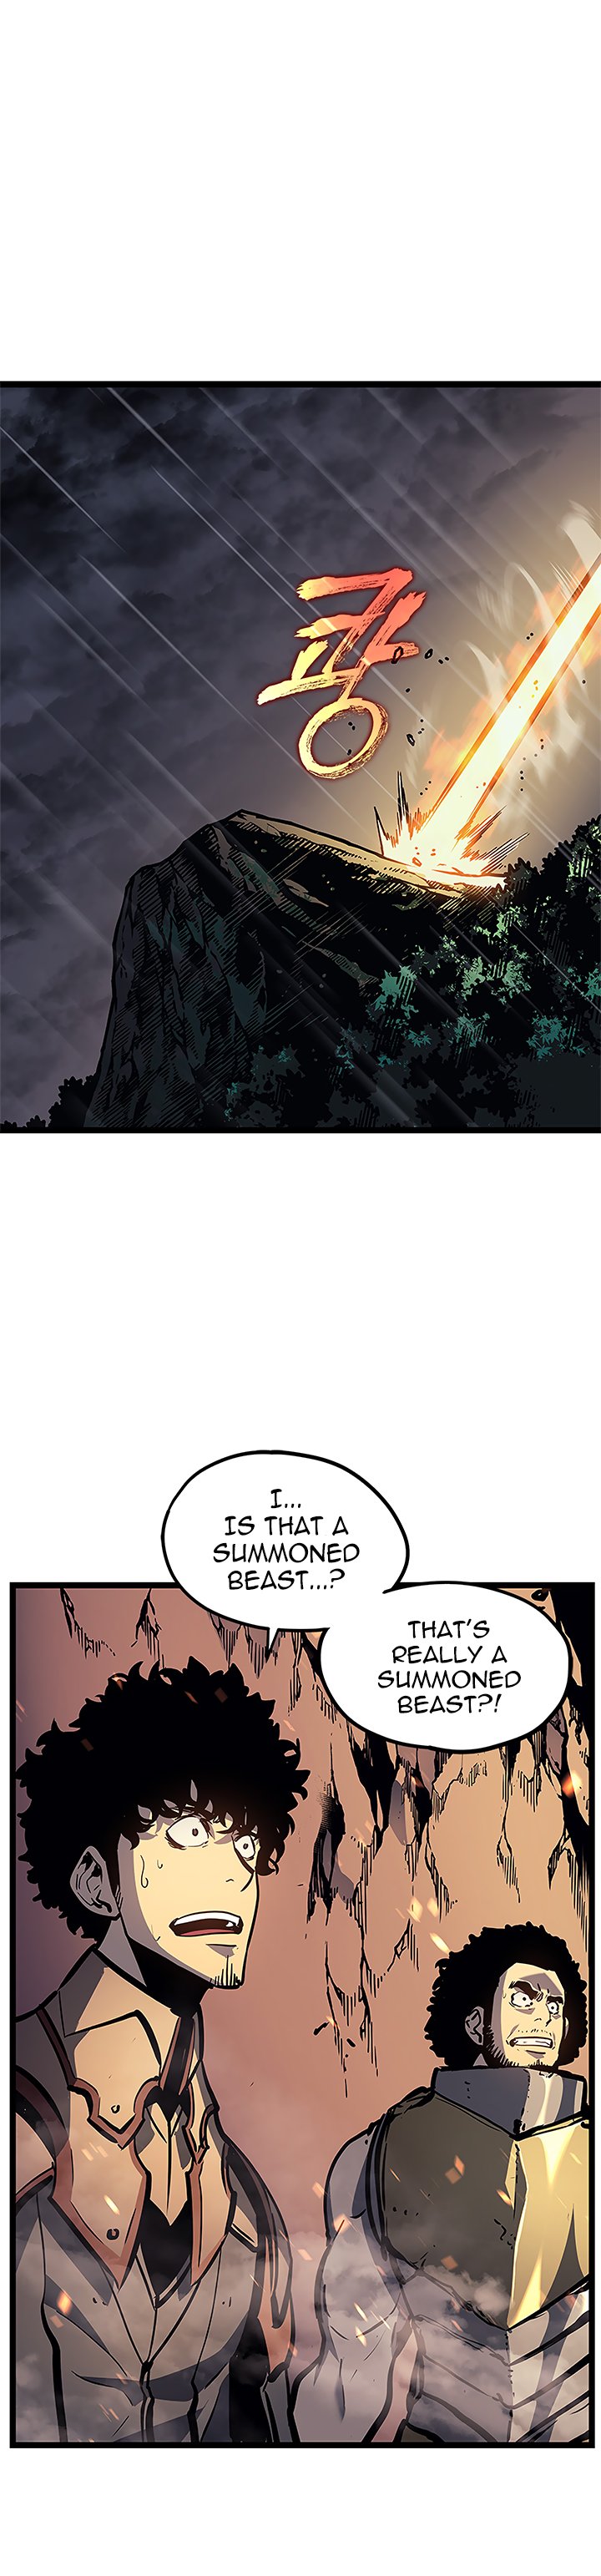 쾅
I...
IS THAT A
SUMMONED
BEAST...?
THAT'S
REALLY A
SUMMONED
BEAST?!